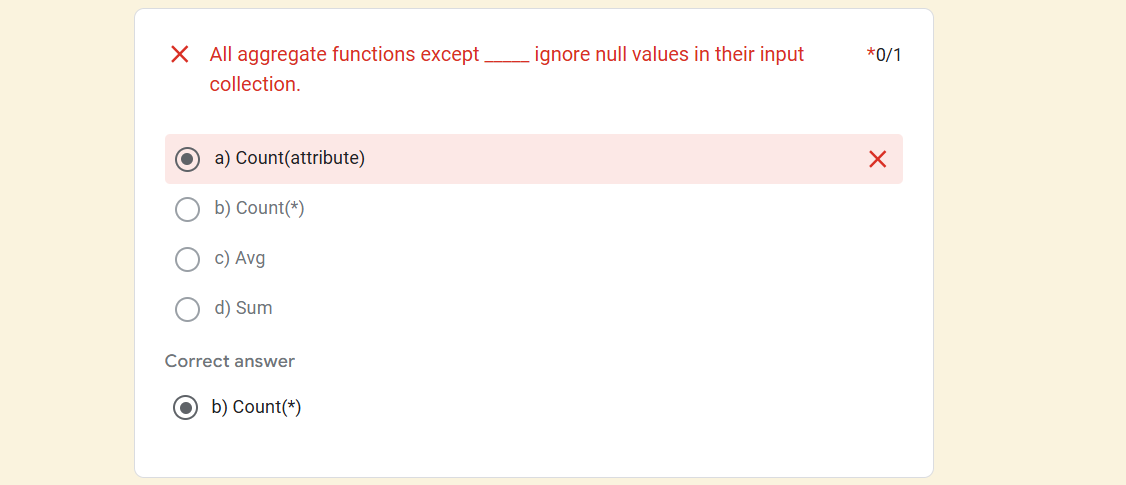 All aggregate functions except _____ ignore null values in their input *0/1
collection.
a) Count(attribute)
b) Count(*)
c) Avg
d) Sum
Correct answer
b) Count(*)